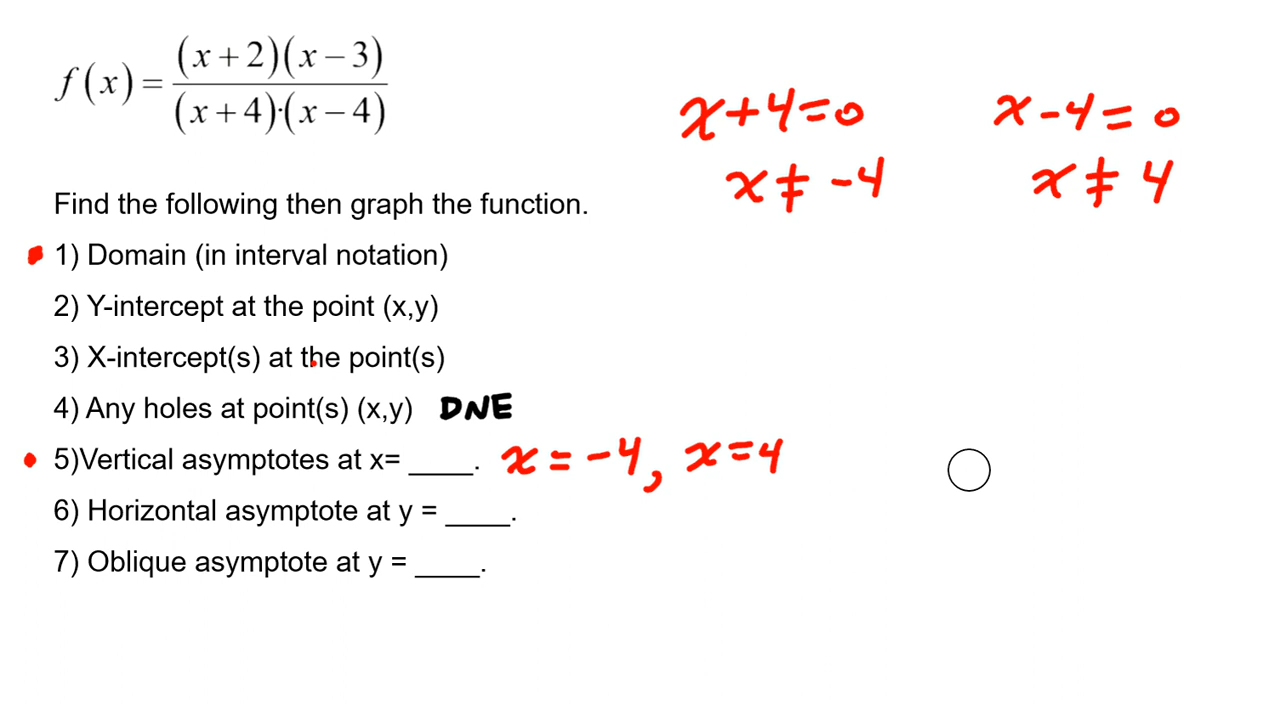 f(x) = (x+2)(x−3) / (x+4)·(x−4)
x+4=0
x-4=0
x≠-4
x≠4
Find the following then graph the function.
1) Domain (in interval notation)
2) Y-intercept at the point (x,y)
3) X-intercept(s) at the point(s)
4) Any holes at point(s) (x,y) DNE
5)Vertical asymptotes at x= ____. x=-4, x=4
6) Horizontal asymptote at y = ____.
7) Oblique asymptote at y = ____.